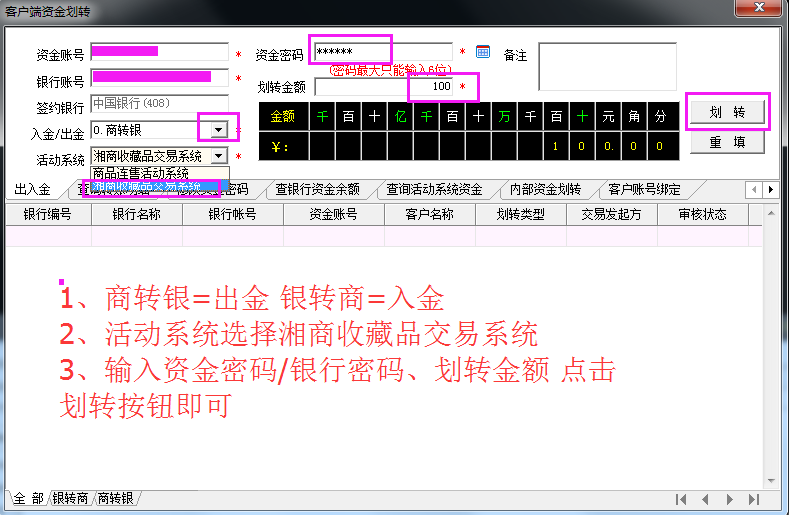 客户端资金划转
资金账号 * 资金密码 ****** * 备注
(密码最大只能输入6位)
银行账号 * 划转金额 100 *
签约银行 中国银行(408)
金额 千 百 十 亿 千 百 十 万 千 百 十 元 角 分
划 转
入金/出金 0.商转银 *
¥: 1 0 0. 0 0
重 填
活动系统 湘商收藏品交易系统 *
商品连售活动系统
湘商收藏品交易系统
出入金 密码 查银行资金余额 查询活动系统资金 内部资金划转 客户账号绑定
银行编号 银行名称 银行帐号 资金账号 客户名称 划转类型 交易发起方 审核状态
1、商转银=出金 银转商=入金
2、活动系统选择湘商收藏品交易系统
3、输入资金密码/银行密码、划转金额 点击
划转按钮即可
全 部 银转商 商转银